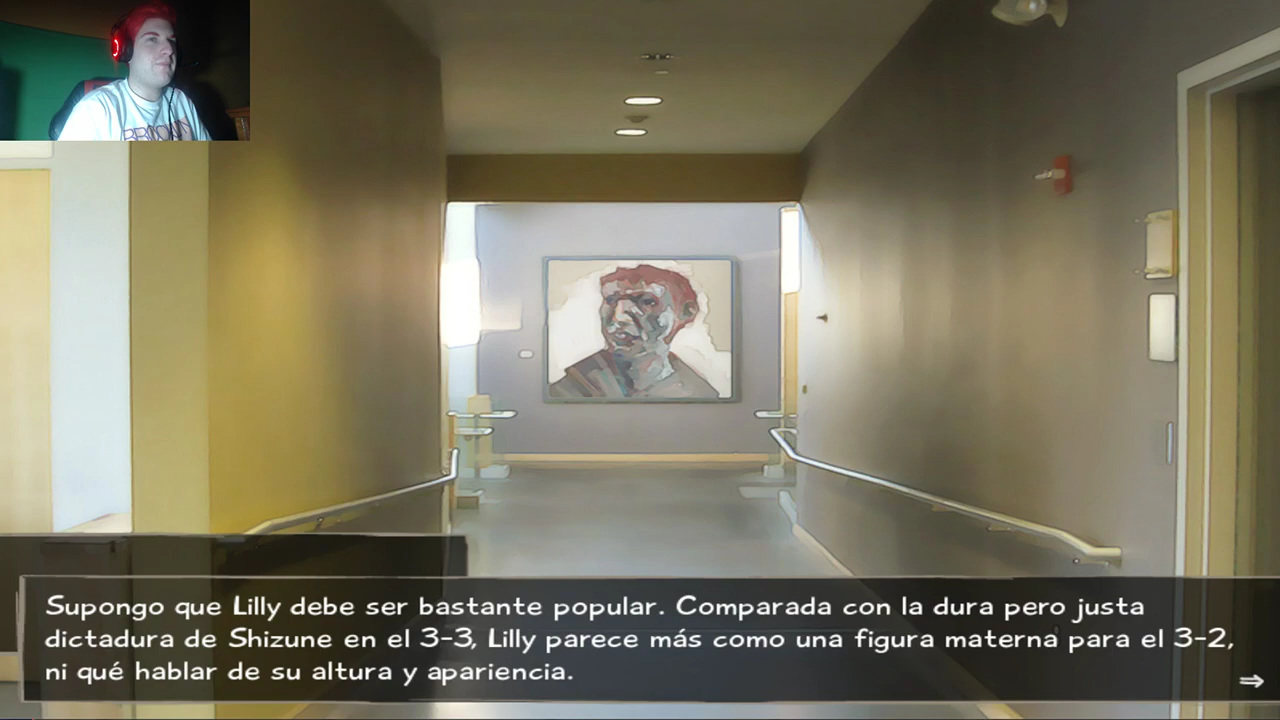 BROOKLYN
Supongo que Lilly debe ser bastante popular. Comparada con la dura pero justa
dictadura de Shizune en el 3-3, Lilly parece más como una figura materna para el 3-2,
ni qué hablar de su altura y apariencia.